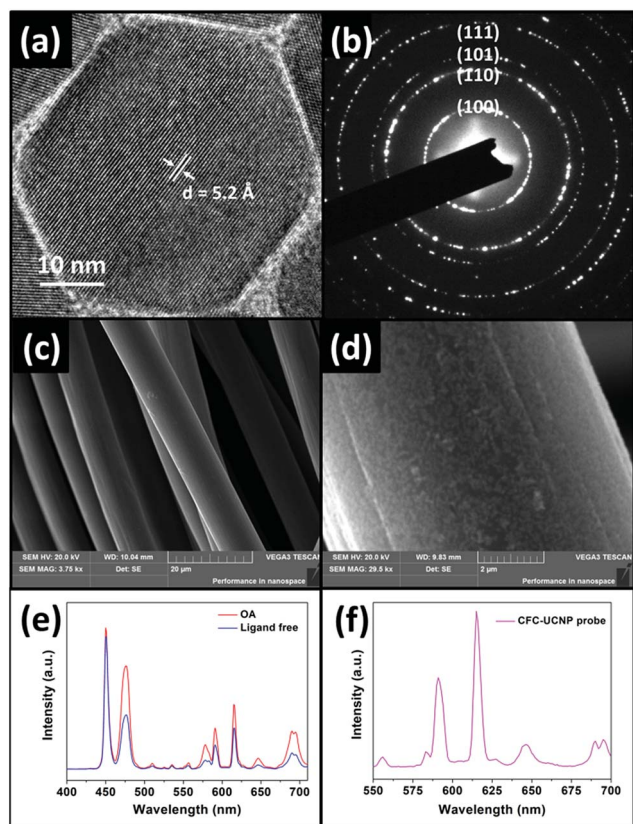 (a)
d = 5.2 Å
10 nm
(b)
(111)
(101)
(110)
(100)
(c)
SEM HV: 20.0 kV WD: 10.04 mm VEGA3 TESCAN
SEM MAG: 3.75 kx Det: SE 20 µm
Performance in nanospace
(d)
SEM HV: 20.0 kV WD: 9.83 mm VEGA3 TESCAN
SEM MAG: 29.5 kx Det: SE 2 µm
Performance in nanospace
(e)
OA
Ligand free
Intensity (a.u.)
400 450 500 550 600 650 700
Wavelength (nm)
(f)
CFC-UCNP probe
Intensity (a.u.)
550 575 600 625 650 675 700
Wavelength (nm)